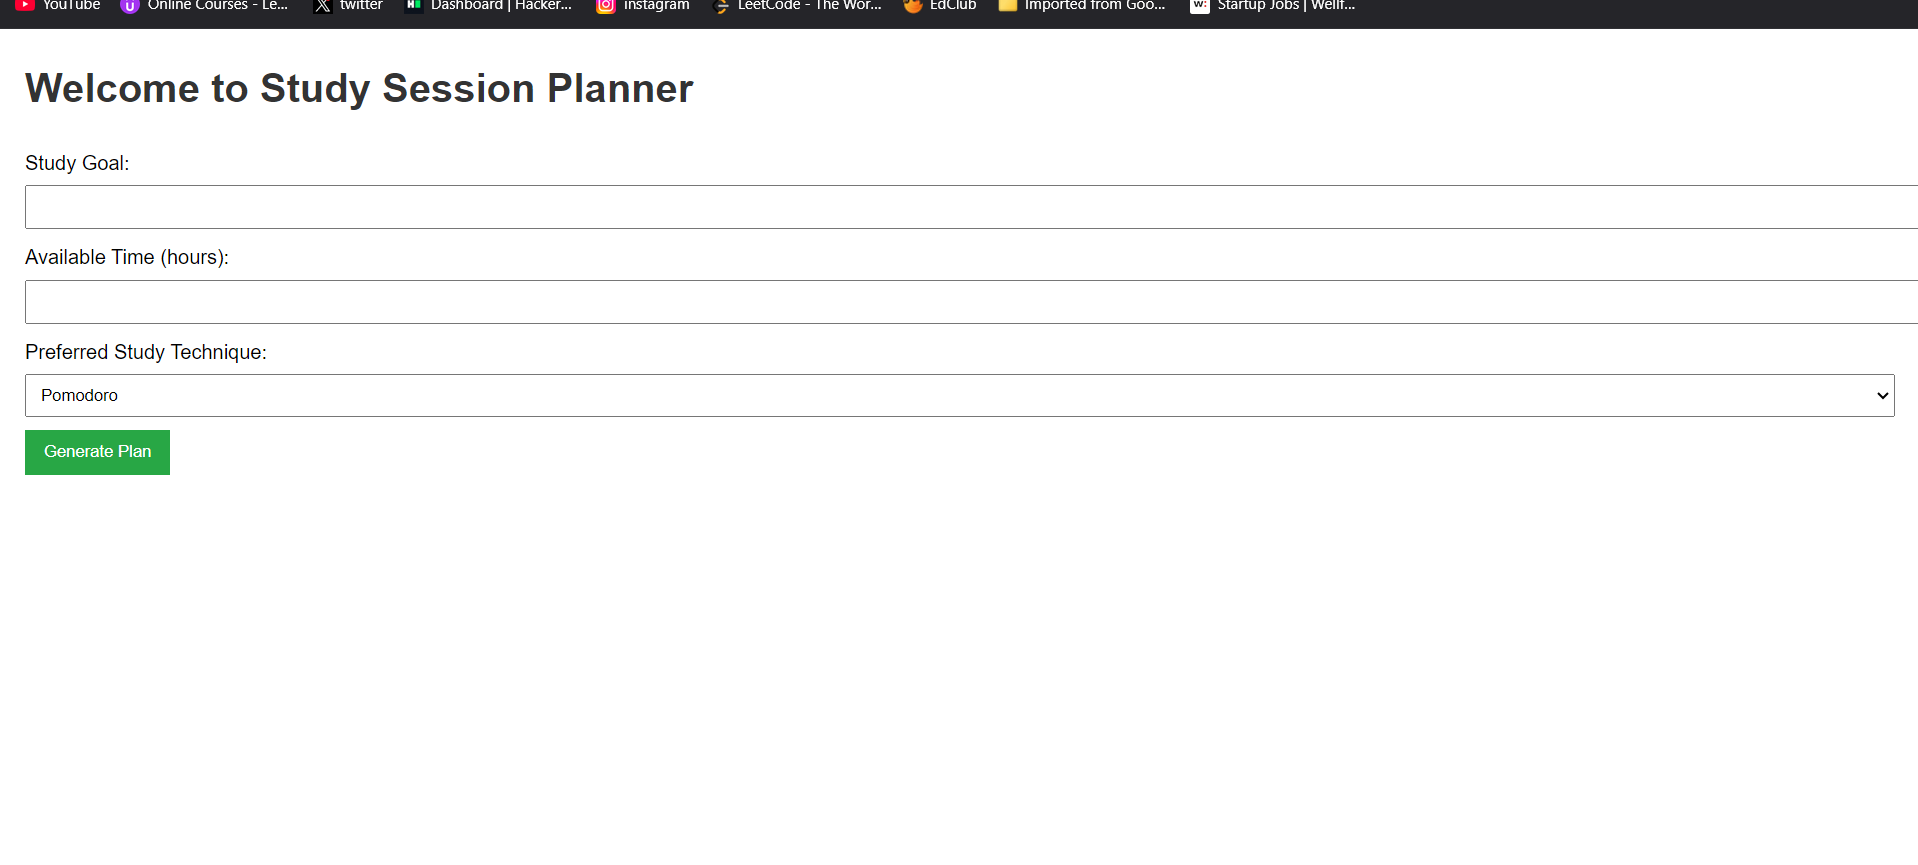 YouTube Online Courses - Le... twitter Dashboard | Hacker... instagram LeetCode - The Wor... EdClub Imported from Goo... Startup Jobs | Wellf...
Welcome to Study Session Planner
Study Goal:
Available Time (hours):
Preferred Study Technique:
Pomodoro
Generate Plan